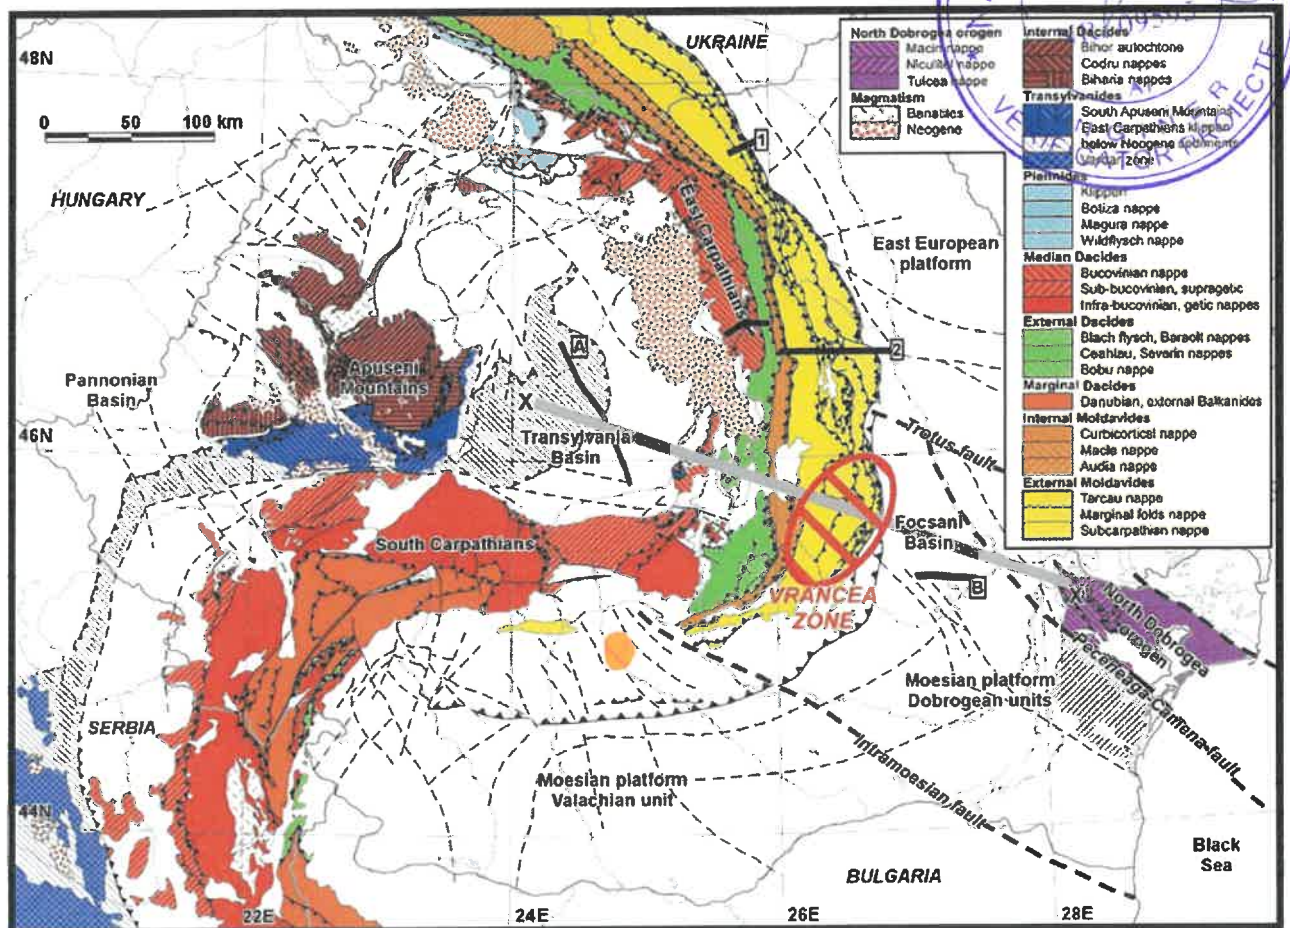 UKRAINE
48N
0 50 100 km
HUNGARY
1
East Carpathians
East European
platform
2
A
Pannonian
Basin
Apuseni
Mountains
X
46N
Transylvania
Basin
Trotus fault
Focsani
Basin
South Carpathians
VRANCEA
ZONE
B
X'
North Dobrogea
orogen
Peceneaga-Camena fault
Moesian platform
Dobrogean units
SERBIA
Intramoesian fault
Moesian platform
Valachian unit
44N
BULGARIA
Black
Sea
22E
24E
26E
28E
North Dobrogea orogen
Macin nappe
Niculitel nappe
Tulcea nappe
Magmatism
Banatites
Neogene
Internal Dacides
Bihor autochtone
Codru nappes
Biharia nappes
Transylvanides
South Apuseni Mountains
East Carpathians klippen
below Neogene sediments
Vardar zone
Pieninides
Klippen
Botiza nappe
Magura nappe
Wildflysch nappe
Median Dacides
Bucovinian nappe
Sub-bucovinian, supragetic
Infra-bucovinian, getic nappes
External Dacides
Blach flysch, Baraolt nappes
Ceahlau, Severin nappes
Bobu nappe
Marginal Dacides
Danubian, external Balkanides
Internal Moldavides
Curbicortical nappe
Macla nappe
Audia nappe
External Moldavides
Tarcau nappe
Marginal folds nappe
Subcarpathian nappe